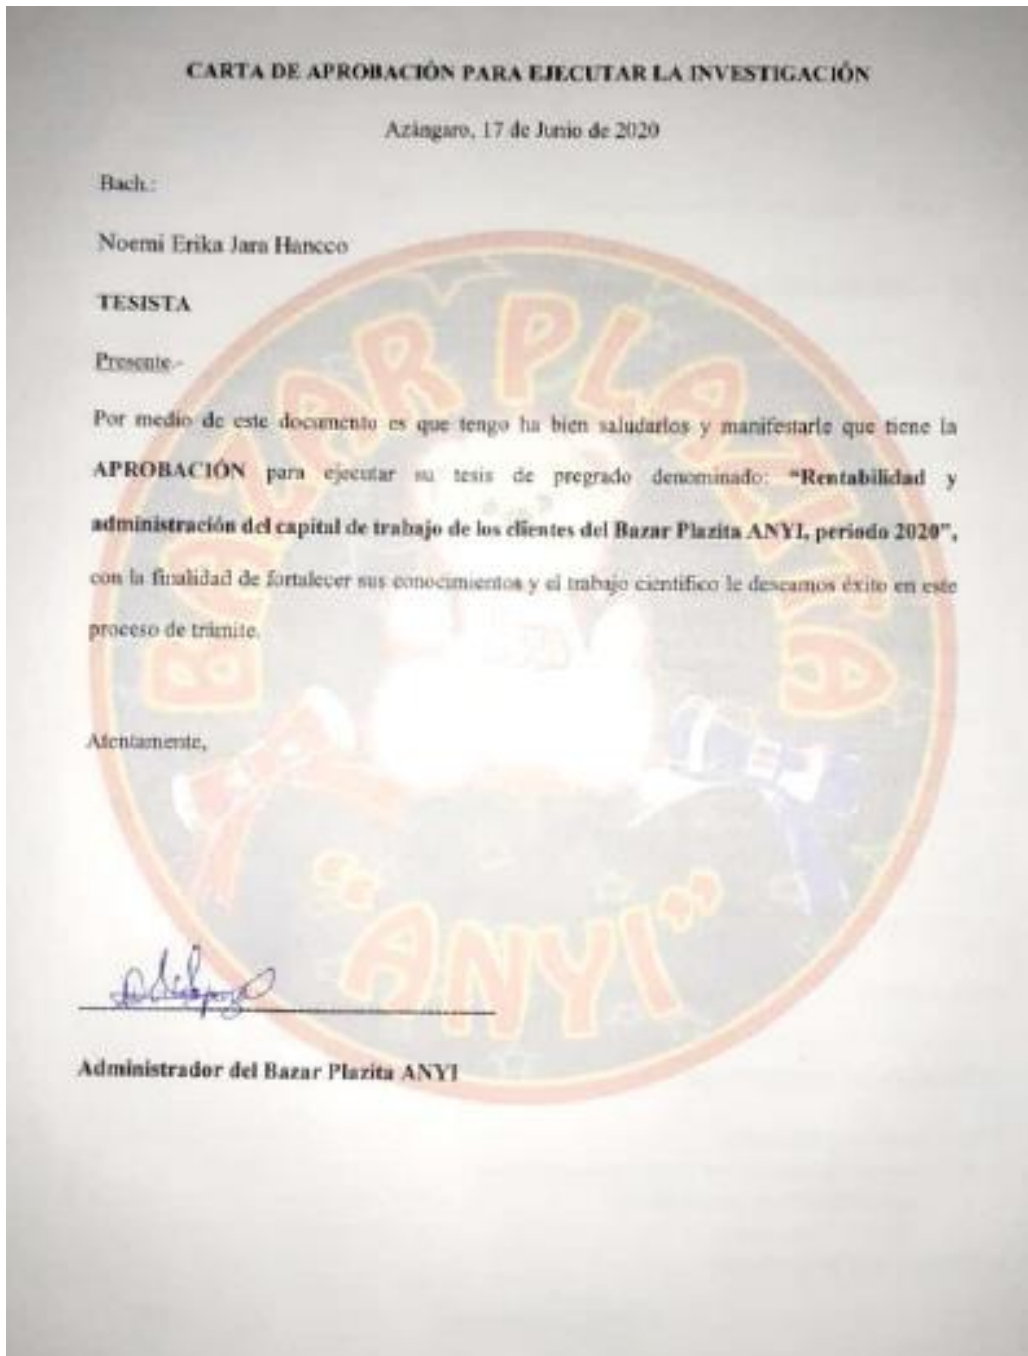 CARTA DE APROBACIÓN PARA EJECUTAR LA INVESTIGACIÓN
Azángaro, 17 de Junio de 2020
Bach.:
Noemi Erika Jara Hancco
TESISTA
Presente.-
Por medio de este documento es que tengo ha bien saludarlos y manifestarle que tiene la
APROBACIÓN para ejecutar su tesis de pregrado denominado: “Rentabilidad y
administración del capital de trabajo de los clientes del Bazar Plazita ANYI, periodo 2020”,
con la finalidad de fortalecer sus conocimientos y el trabajo científico le deseamos éxito en este
proceso de trámite.
Atentamente,
Administrador del Bazar Plazita ANYI
BAZAR PLAZITA
“ANYI”